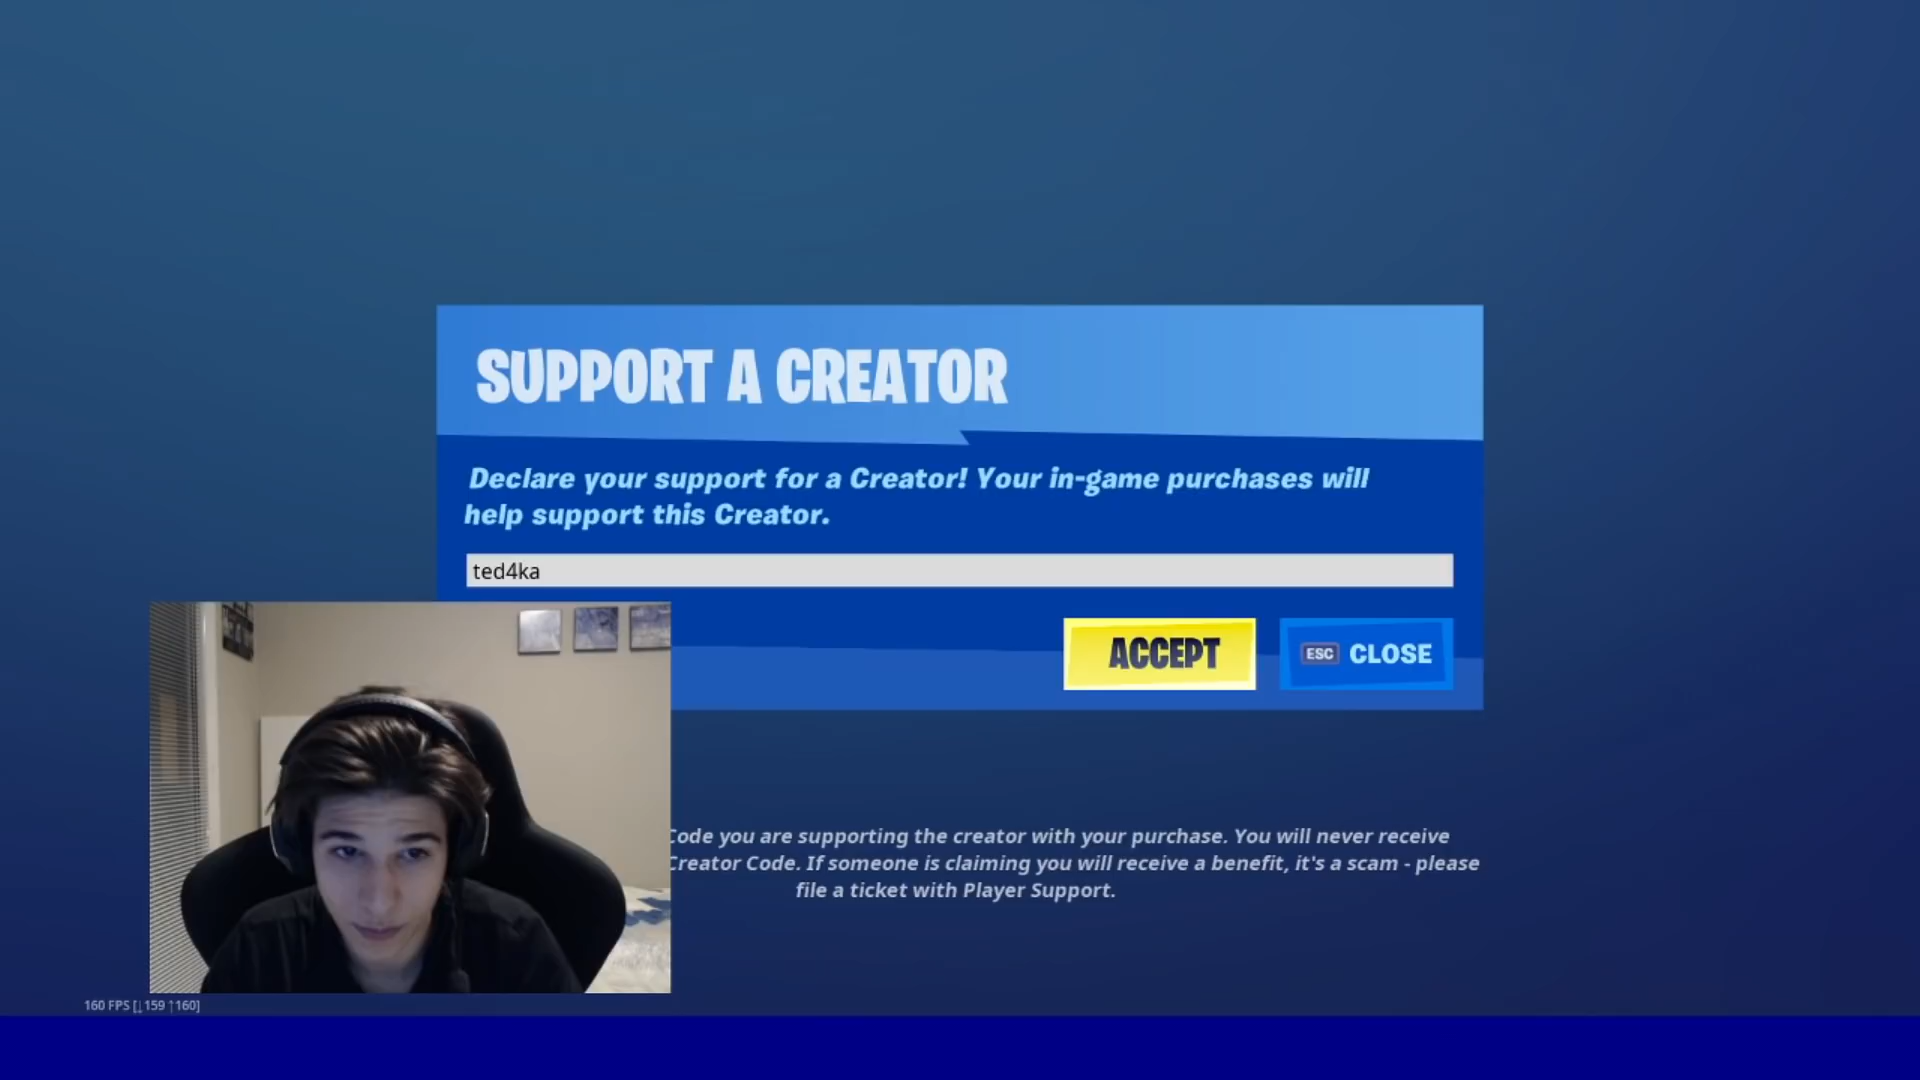 SUPPORT A CREATOR
Declare your support for a Creator! Your in-game purchases will
help support this Creator.
ted4ka
ACCEPT
ESC CLOSE
Code you are supporting the creator with your purchase. You will never receive
Creator Code. If someone is claiming you will receive a benefit, it's a scam - please
file a ticket with Player Support.
160 FPS [↓159 ↑160]